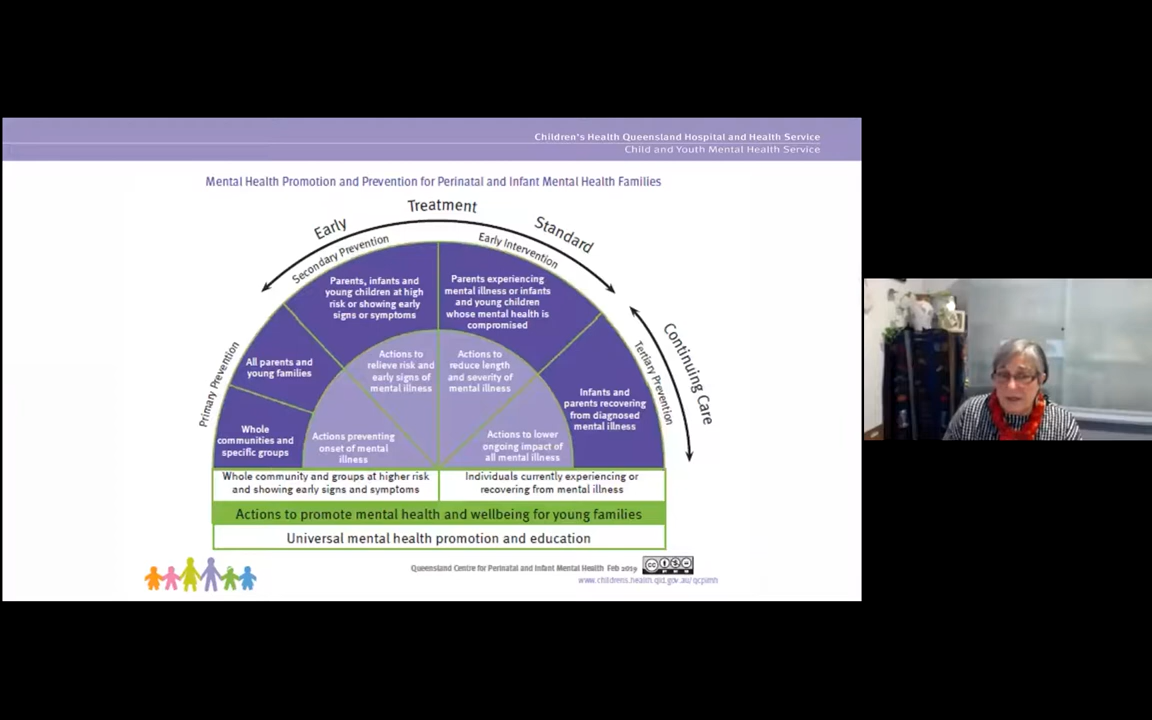 Children's Health Queensland Hospital and Health Service
Child and Youth Mental Health Service
Mental Health Promotion and Prevention for Perinatal and Infant Mental Health Families
Treatment
Early
Standard
Continuing Care
Primary Prevention
Secondary Prevention
Early Intervention
Tertiary Prevention
Whole
communities and
specific groups
All parents and
young families
Parents, infants and
young children at high
risk or showing early
signs or symptoms
Parents experiencing
mental illness or infants
and young children
whose mental health is
compromised
Infants and
parents recovering
from diagnosed
mental illness
Actions preventing
onset of mental
illness
Actions to
relieve risk and
early signs of
mental illness
Actions to
reduce length
and severity of
mental illness
Actions to lower
ongoing impact of
all mental illness
Whole community and groups at higher risk
and showing early signs and symptoms
Individuals currently experiencing or
recovering from mental illness
Actions to promote mental health and wellbeing for young families
Universal mental health promotion and education
Queensland Centre for Perinatal and Infant Mental Health Feb 2019
www.childrens.health.qld.gov.au/qcpimh